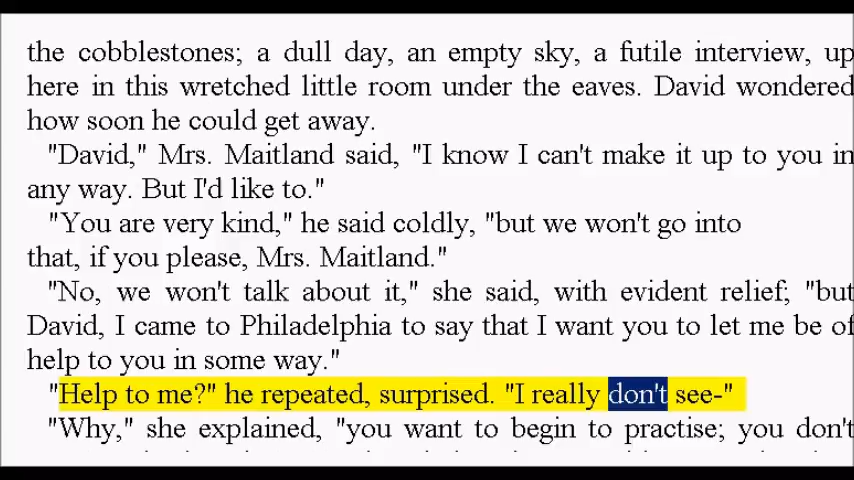 the cobblestones; a dull day, an empty sky, a futile interview, up
here in this wretched little room under the eaves. David wondered
how soon he could get away.
"David," Mrs. Maitland said, "I know I can't make it up to you in
any way. But I'd like to."
"You are very kind," he said coldly, "but we won't go into
that, if you please, Mrs. Maitland."
"No, we won't talk about it," she said, with evident relief; "but
David, I came to Philadelphia to say that I want you to let me be of
help to you in some way."
"Help to me?" he repeated, surprised. "I really don't see-"
"Why," she explained, "you want to begin to practise; you don't